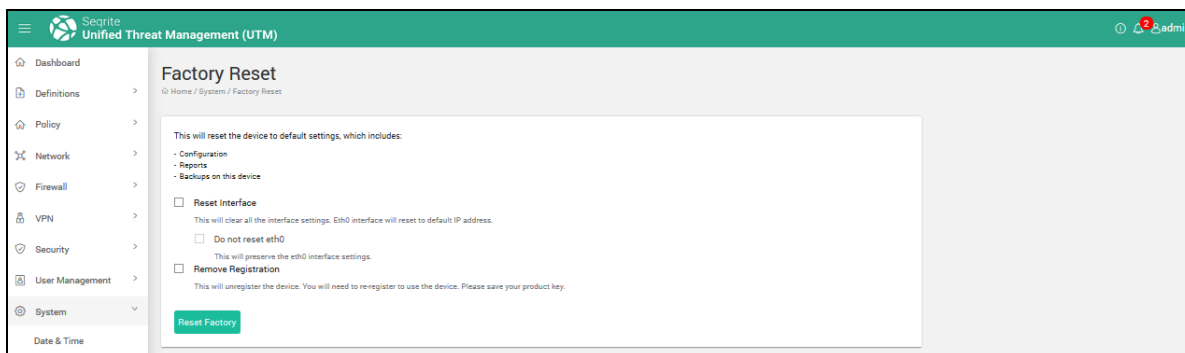 Seqrite
Unified Threat Management (UTM)
2
admi
Dashboard
Definitions
Policy
Network
Firewall
VPN
Security
User Management
System
Date & Time
Factory Reset
Home / System / Factory Reset
This will reset the device to default settings, which includes:
- Configuration
- Reports
- Backups on this device
Reset Interface
This will clear all the interface settings. Eth0 interface will reset to default IP address.
Do not reset eth0
This will preserve the eth0 interface settings.
Remove Registration
This will unregister the device. You will need to re-register to use the device. Please save your product key.
Reset Factory